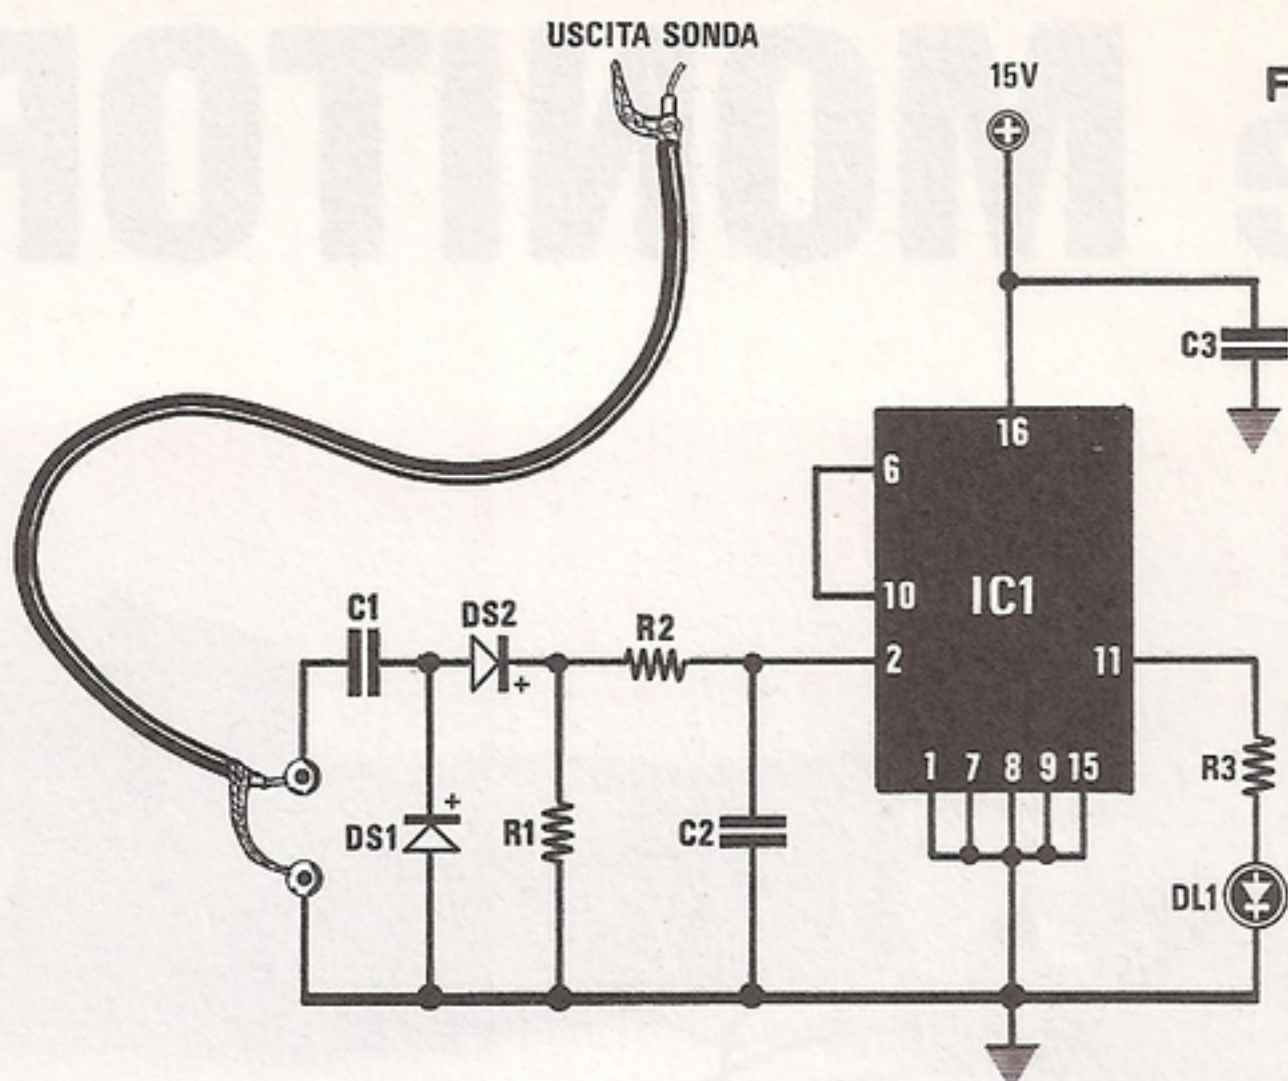 USCITA SONDA
15V
F
C3
16
6
IC1
10
C1
DS2
R2
2
11
+
1 7 8 9 15
R3
+
DS1
R1
C2
DL1
MONITOR